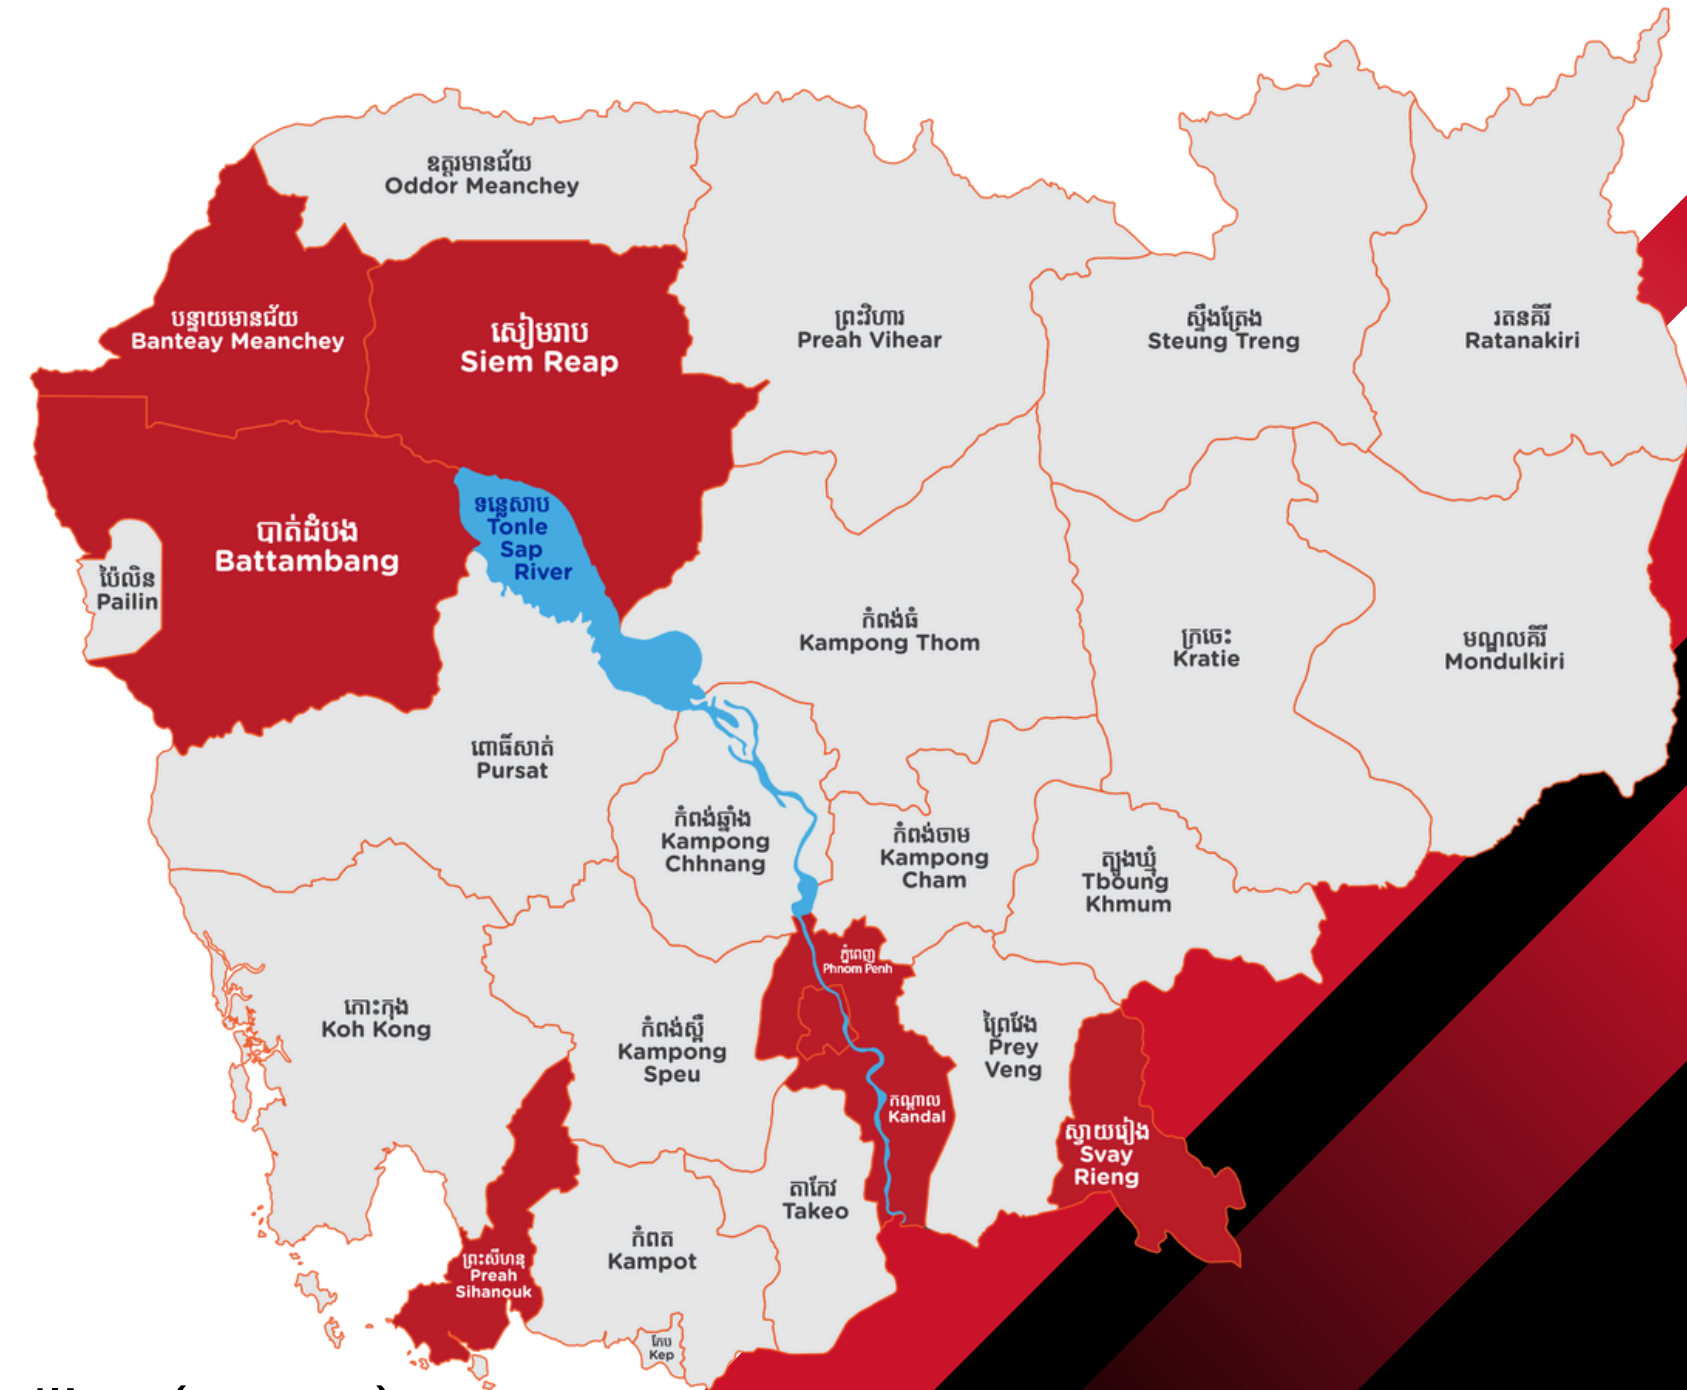 ឧត្តរមានជ័យ
Oddor Meanchey
បន្ទាយមានជ័យ
Banteay Meanchey
សៀមរាប
Siem Reap
ព្រះវិហារ
Preah Vihear
ស្ទឹងត្រែង
Steung Treng
រតនគិរី
Ratanakiri
ទន្លេសាប
Tonle
Sap
River
បាត់ដំបង
Battambang
ប៉ៃលិន
Pailin
កំពង់ធំ
Kampong Thom
ក្រចេះ
Kratie
មណ្ឌលគិរី
Mondulkiri
ពោធិ៍សាត់
Pursat
កំពង់ឆ្នាំង
Kampong
Chhnang
កំពង់ចាម
Kampong
Cham
ត្បូងឃ្មុំ
Tboung
Khmum
ភ្នំពេញ
Phnom Penh
កោះកុង
Koh Kong
កំពង់ស្ពឺ
Kampong
Speu
ព្រៃវែង
Prey
Veng
កណ្តាល
Kandal
ស្វាយរៀង
Svay
Rieng
តាកែវ
Takeo
កំពត
Kampot
ព្រះសីហនុ
Preah
Sihanouk
កែប
Kep